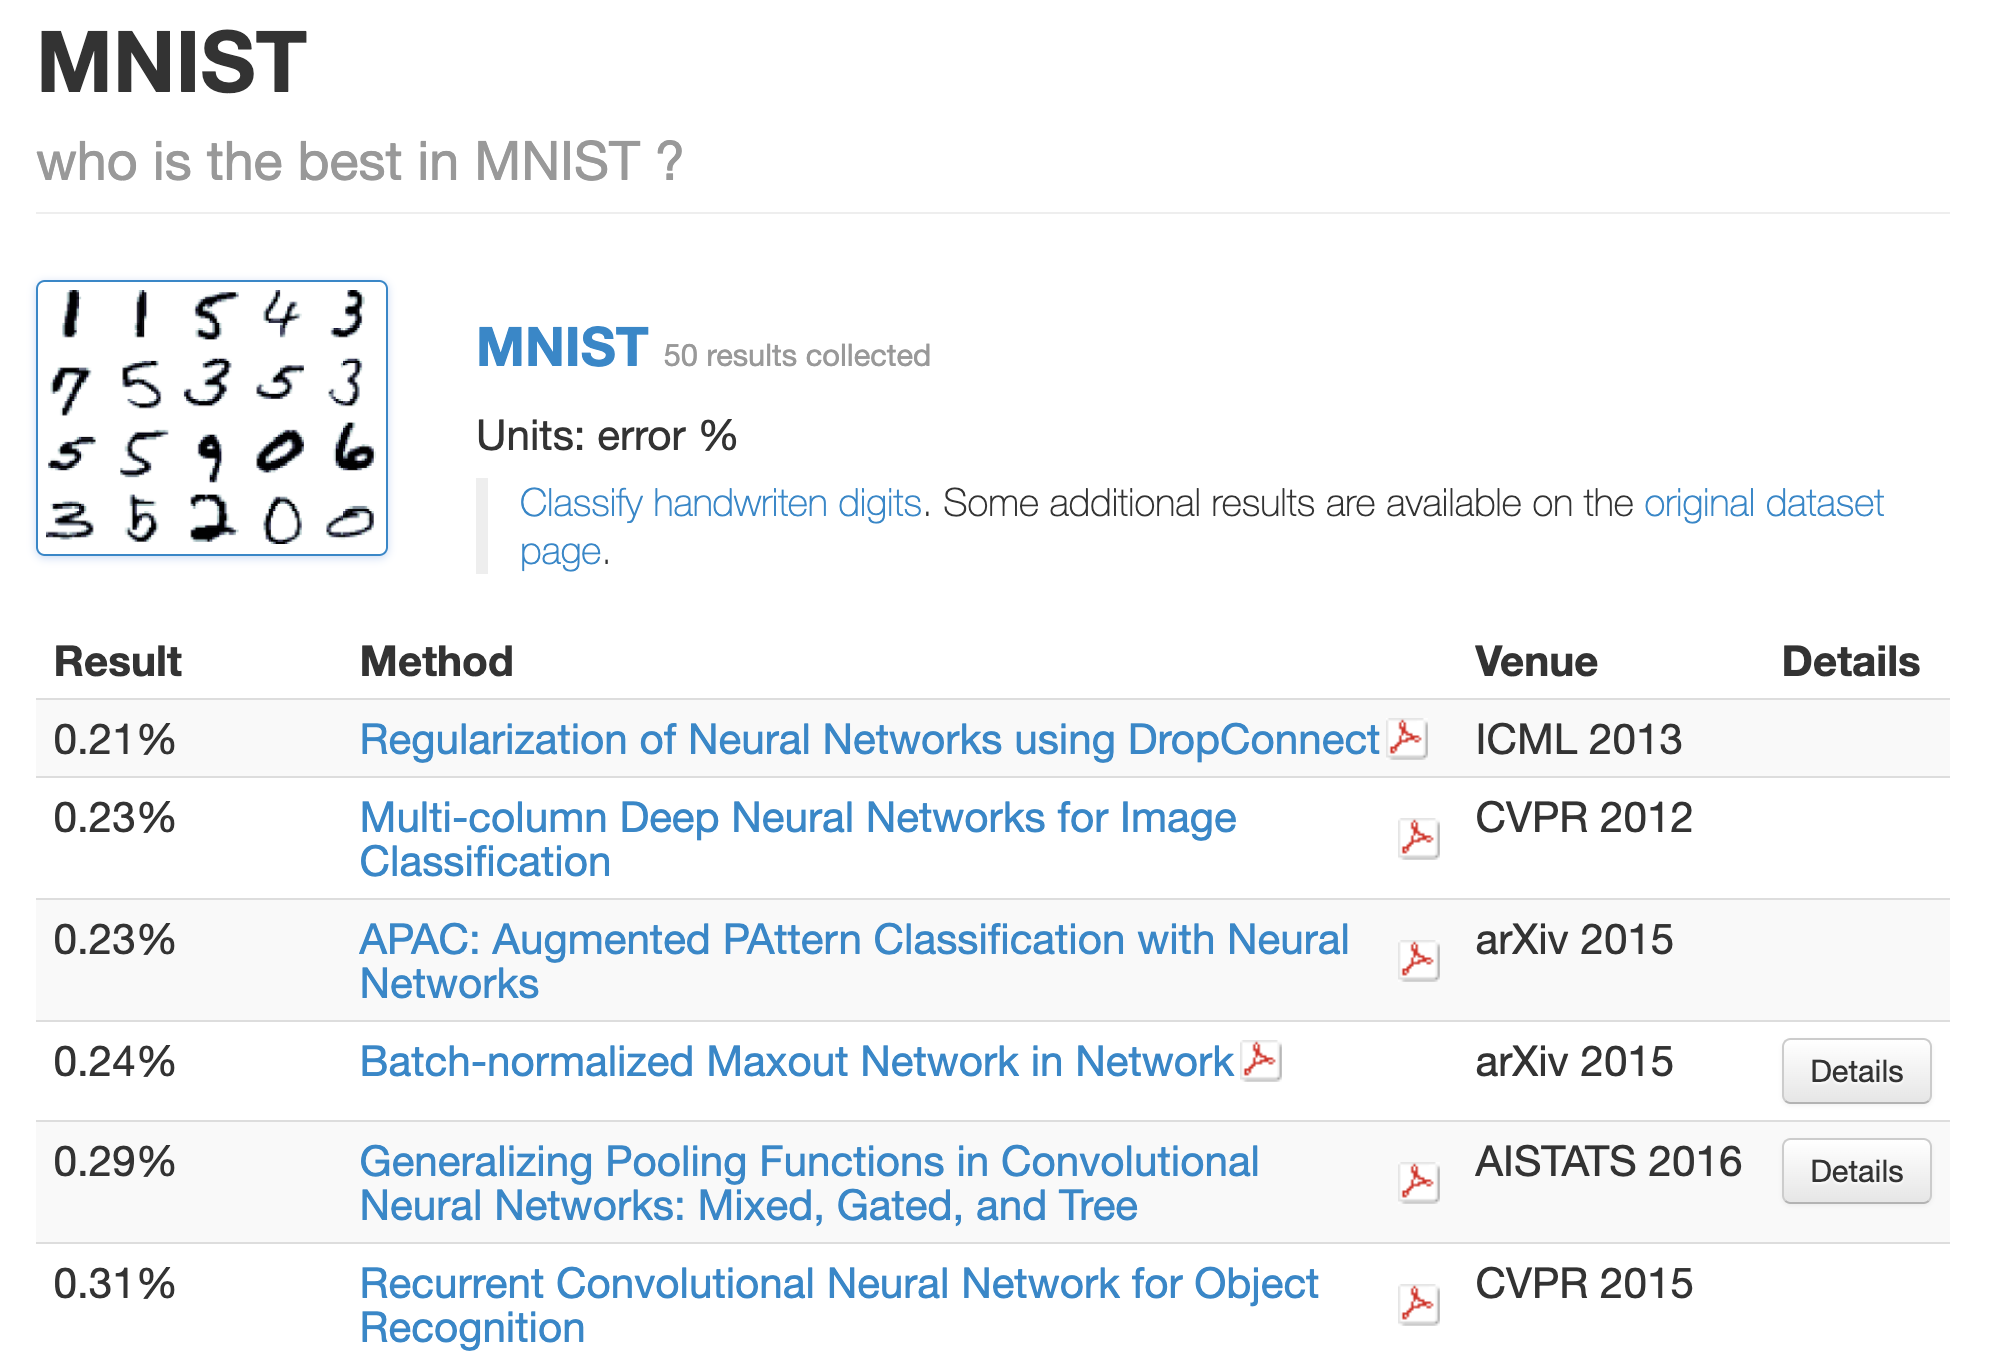 MNIST
who is the best in MNIST ?
1 1 5 4 3
7 5 3 5 3
5 5 9 0 6
3 5 2 0 0
MNIST 50 results collected
Units: error %
Classify handwriten digits. Some additional results are available on the original dataset
page.
Result Method Venue Details
0.21% Regularization of Neural Networks using DropConnect ICML 2013
0.23% Multi-column Deep Neural Networks for Image CVPR 2012
Classification
0.23% APAC: Augmented PAttern Classification with Neural arXiv 2015
Networks
0.24% Batch-normalized Maxout Network in Network arXiv 2015 Details
0.29% Generalizing Pooling Functions in Convolutional AISTATS 2016 Details
Neural Networks: Mixed, Gated, and Tree
0.31% Recurrent Convolutional Neural Network for Object CVPR 2015
Recognition